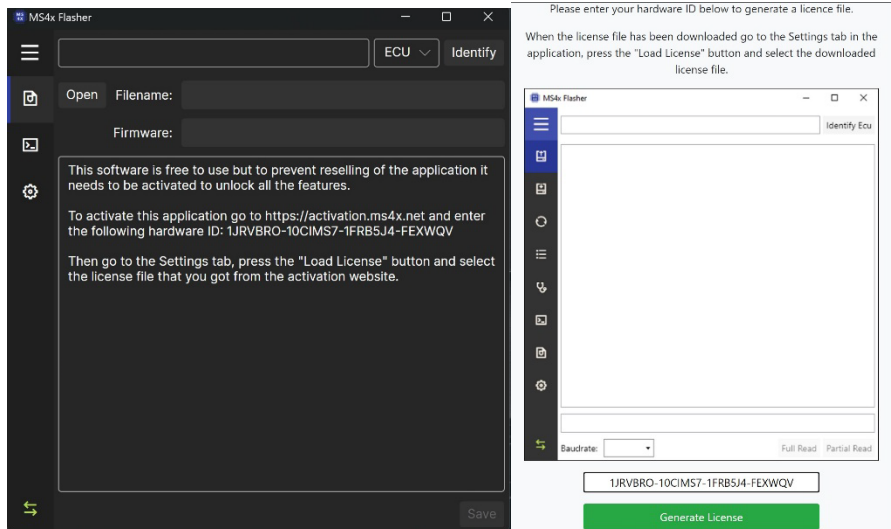 MS4x Flasher
ECU
Identify
Open
Filename:
Firmware:
This software is free to use but to prevent reselling of the application it
needs to be activated to unlock all the features.
To activate this application go to https://activation.ms4x.net and enter
the following hardware ID: 1JRVBRO-10CIMS7-1FRB5J4-FEXWQV
Then go to the Settings tab, press the "Load License" button and select
the license file that you got from the activation website.
Save
Please enter your hardware ID below to generate a licence file.
When the license file has been downloaded go to the Settings tab in the
application, press the "Load License" button and select the downloaded
license file.
MS4x Flasher
Identify Ecu
Baudrate:
Full Read
Partial Read
1JRVBRO-10CIMS7-1FRB5J4-FEXWQV
Generate License